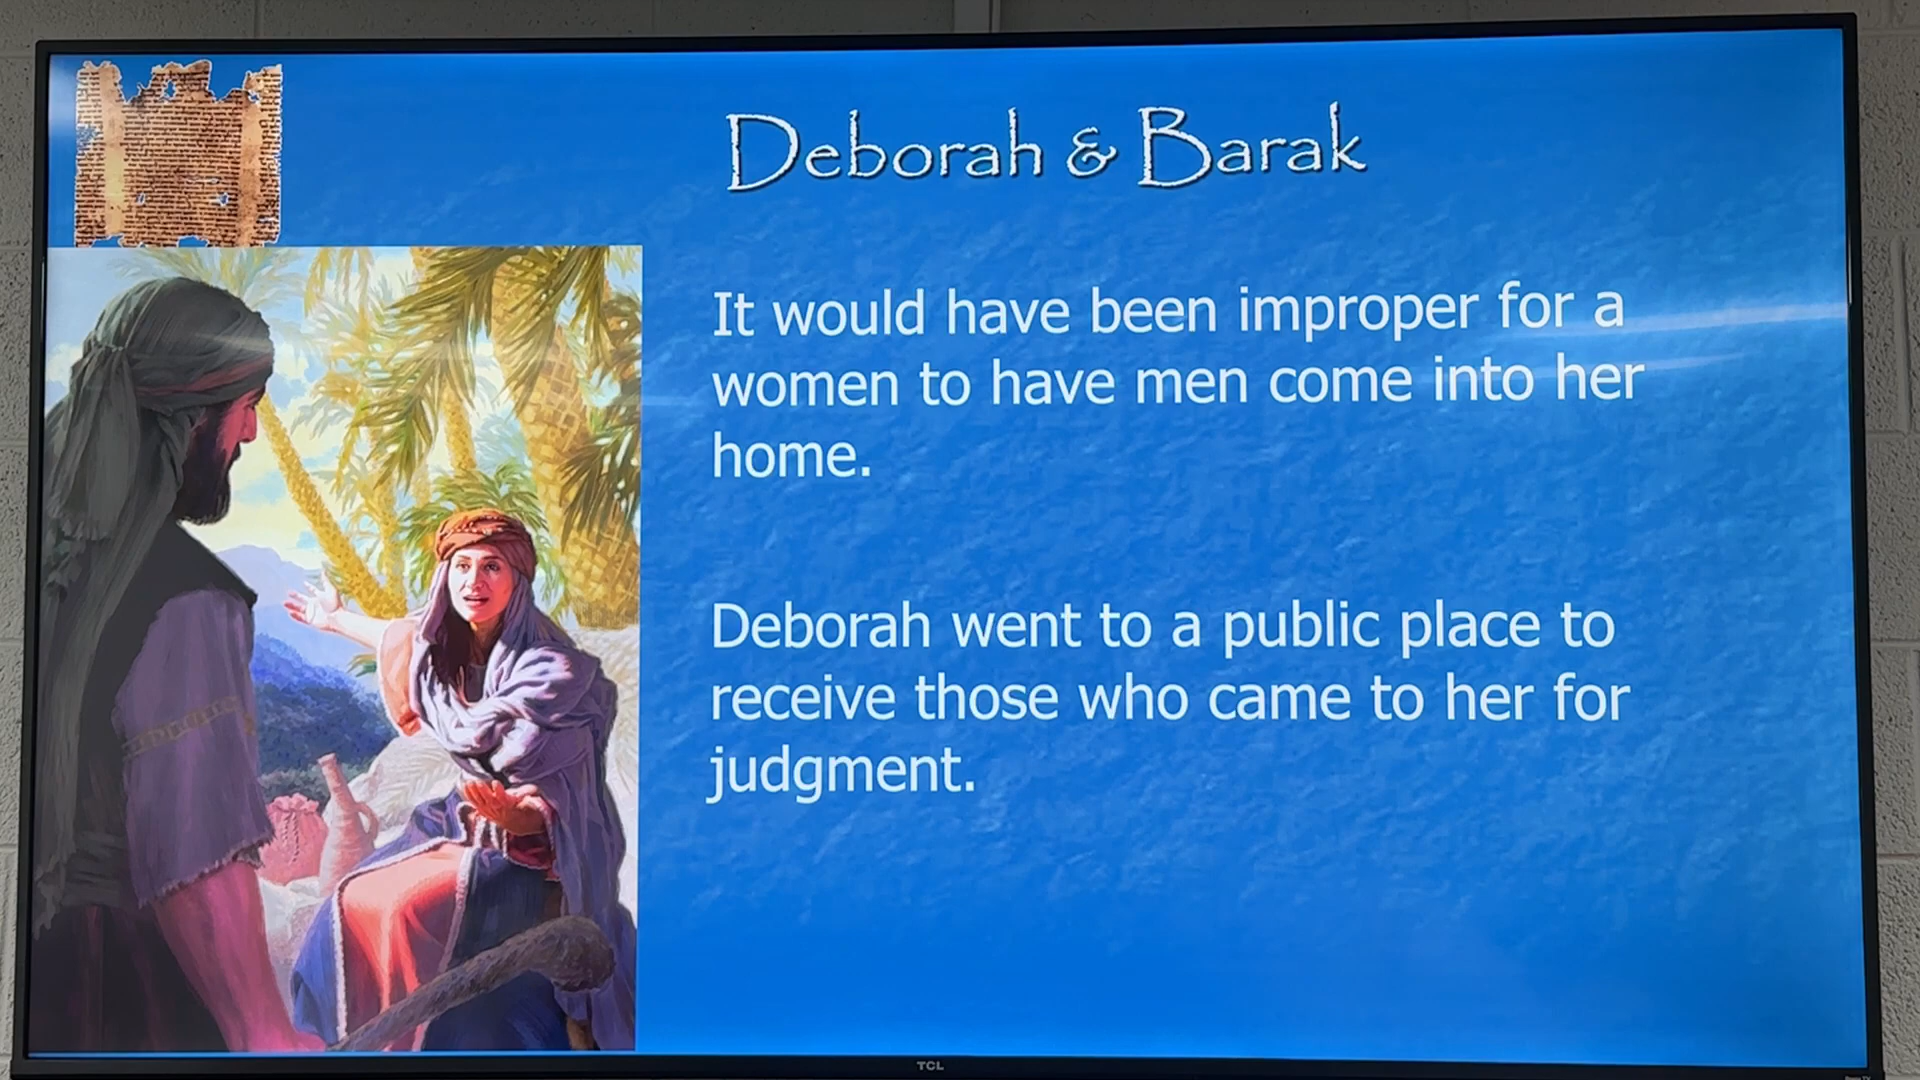 Deborah & Barak
It would have been improper for a
women to have men come into her
home.
Deborah went to a public place to
receive those who came to her for
judgment.
TCL